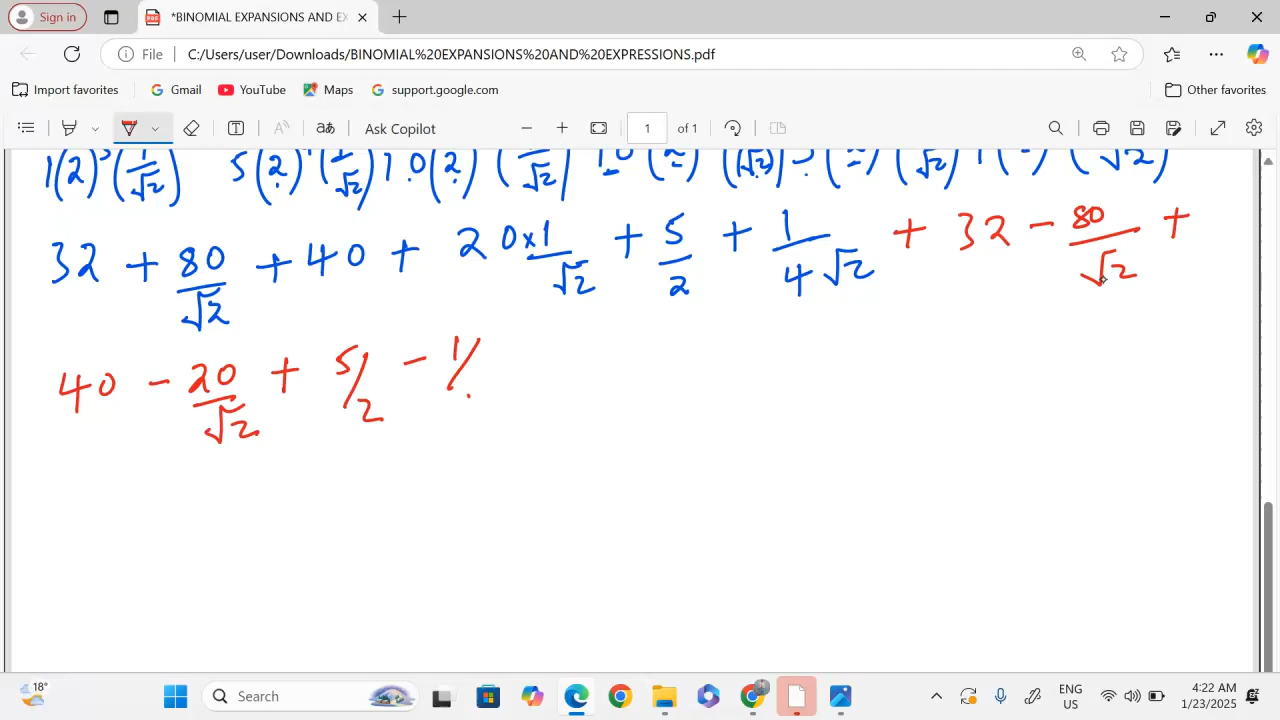 Sign in
*BINOMIAL EXPANSIONS AND EX
File C:/Users/user/Downloads/BINOMIAL%20EXPANSIONS%20AND%20EXPRESSIONS.pdf
Import favorites Gmail YouTube Maps support.google.com Other favorites
Ask Copilot 1 of 1
32 + 80/√2 + 40 + 20×1/√2 + 5/2 + 1/4√2 + 32 − 80/√2 +
40 − 20/√2 + 5/2 − 1/
18° Search ENG US 4:22 AM 1/23/2025